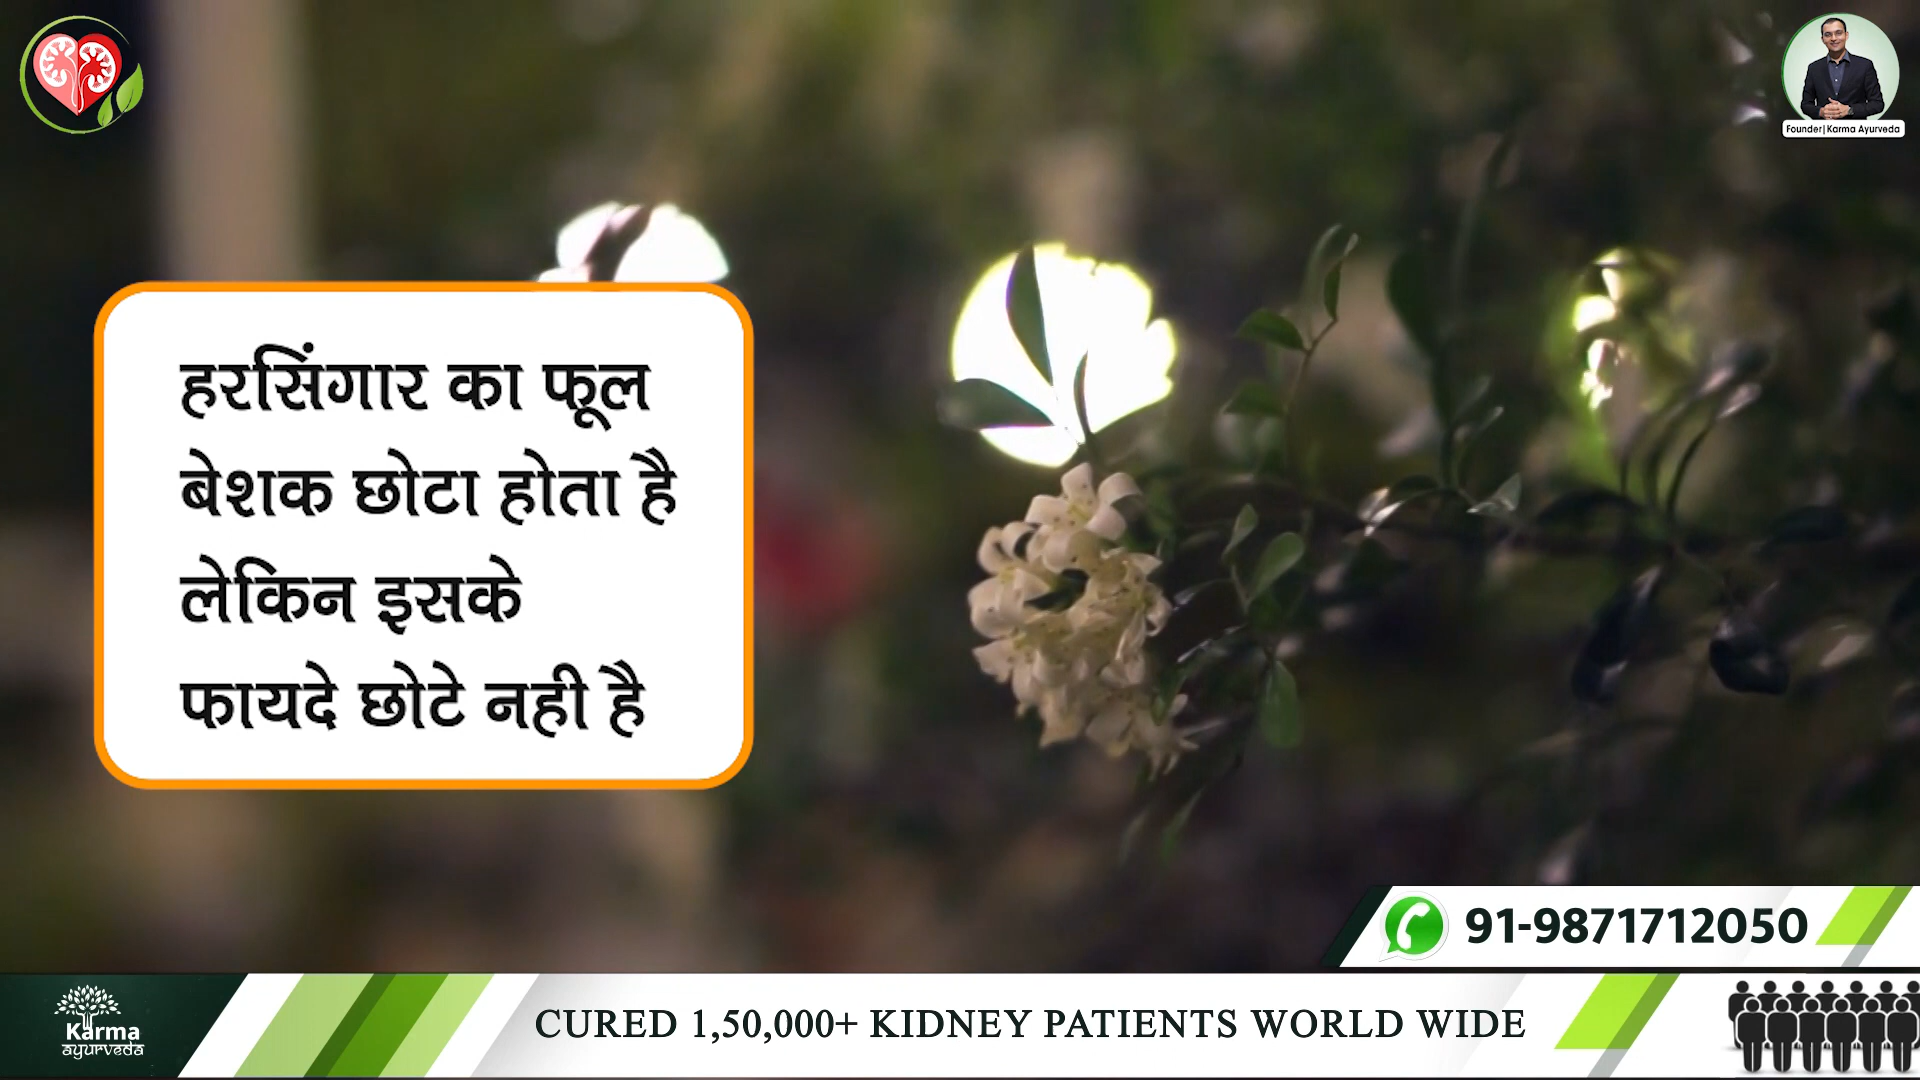 Founder|Karma Ayurveda
हरसिंगार का फूल
बेशक छोटा होता है
लेकिन इसके
फायदे छोटे नही है
91-9871712050
Karma
ayurveda
CURED 1,50,000+ KIDNEY PATIENTS WORLD WIDE